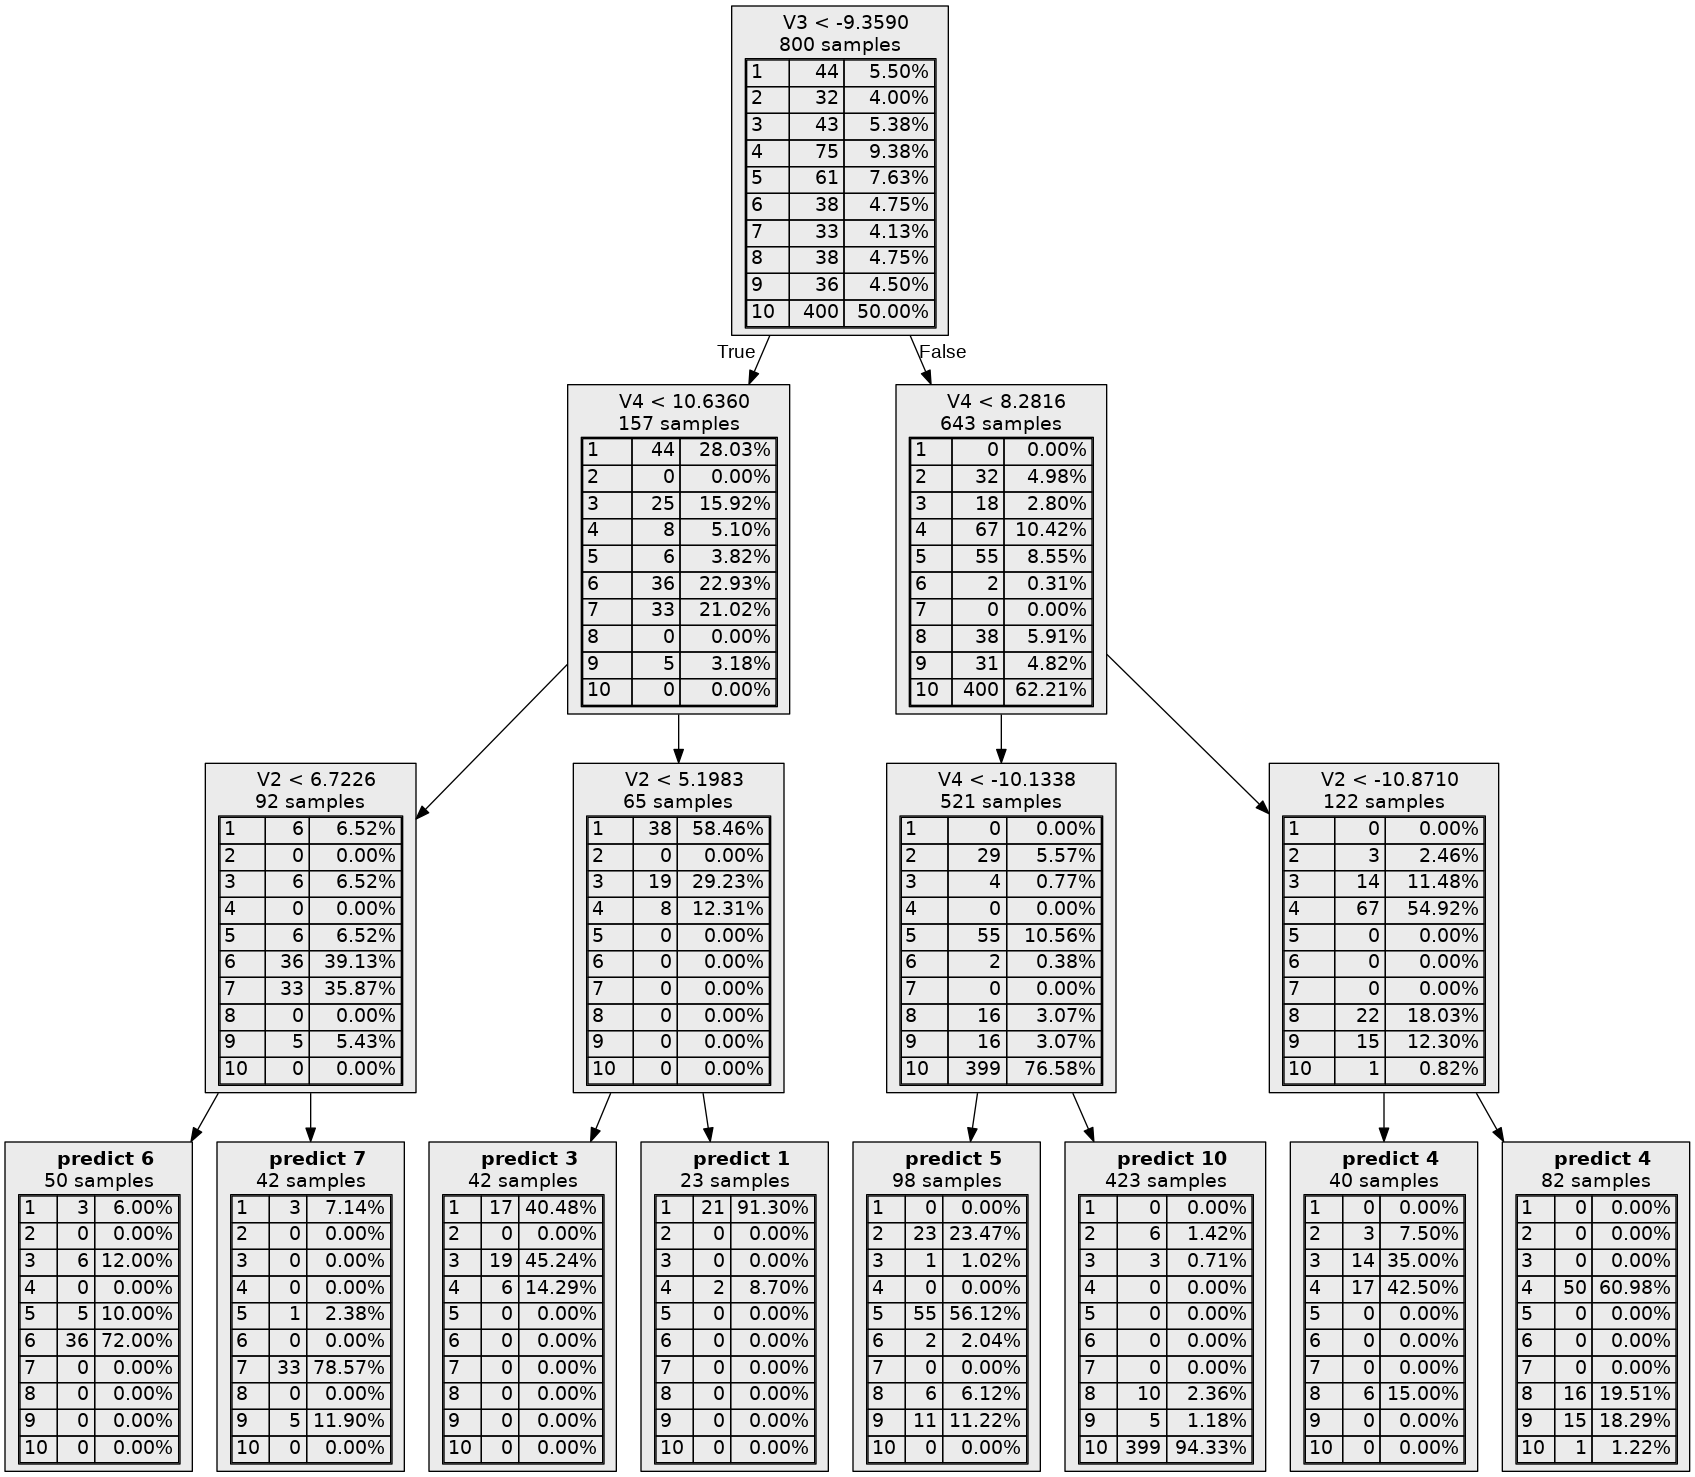 V3 < -9.3590
800 samples
1 44 5.50%
2 32 4.00%
3 43 5.38%
4 75 9.38%
5 61 7.63%
6 38 4.75%
7 33 4.13%
8 38 4.75%
9 36 4.50%
10 400 50.00%
True
False
V4 < 10.6360
157 samples
1 44 28.03%
2 0 0.00%
3 25 15.92%
4 8 5.10%
5 6 3.82%
6 36 22.93%
7 33 21.02%
8 0 0.00%
9 5 3.18%
10 0 0.00%
V4 < 8.2816
643 samples
1 0 0.00%
2 32 4.98%
3 18 2.80%
4 67 10.42%
5 55 8.55%
6 2 0.31%
7 0 0.00%
8 38 5.91%
9 31 4.82%
10 400 62.21%
V2 < 6.7226
92 samples
1 6 6.52%
2 0 0.00%
3 6 6.52%
4 0 0.00%
5 6 6.52%
6 36 39.13%
7 33 35.87%
8 0 0.00%
9 5 5.43%
10 0 0.00%
V2 < 5.1983
65 samples
1 38 58.46%
2 0 0.00%
3 19 29.23%
4 8 12.31%
5 0 0.00%
6 0 0.00%
7 0 0.00%
8 0 0.00%
9 0 0.00%
10 0 0.00%
V4 < -10.1338
521 samples
1 0 0.00%
2 29 5.57%
3 4 0.77%
4 0 0.00%
5 55 10.56%
6 2 0.38%
7 0 0.00%
8 16 3.07%
9 16 3.07%
10 399 76.58%
V2 < -10.8710
122 samples
1 0 0.00%
2 3 2.46%
3 14 11.48%
4 67 54.92%
5 0 0.00%
6 0 0.00%
7 0 0.00%
8 22 18.03%
9 15 12.30%
10 1 0.82%
predict 6
50 samples
1 3 6.00%
2 0 0.00%
3 6 12.00%
4 0 0.00%
5 5 10.00%
6 36 72.00%
7 0 0.00%
8 0 0.00%
9 0 0.00%
10 0 0.00%
predict 7
42 samples
1 3 7.14%
2 0 0.00%
3 0 0.00%
4 0 0.00%
5 1 2.38%
6 0 0.00%
7 33 78.57%
8 0 0.00%
9 5 11.90%
10 0 0.00%
predict 3
42 samples
1 17 40.48%
2 0 0.00%
3 19 45.24%
4 6 14.29%
5 0 0.00%
6 0 0.00%
7 0 0.00%
8 0 0.00%
9 0 0.00%
10 0 0.00%
predict 1
23 samples
1 21 91.30%
2 0 0.00%
3 0 0.00%
4 2 8.70%
5 0 0.00%
6 0 0.00%
7 0 0.00%
8 0 0.00%
9 0 0.00%
10 0 0.00%
predict 5
98 samples
1 0 0.00%
2 23 23.47%
3 1 1.02%
4 0 0.00%
5 55 56.12%
6 2 2.04%
7 0 0.00%
8 6 6.12%
9 11 11.22%
10 0 0.00%
predict 10
423 samples
1 0 0.00%
2 6 1.42%
3 3 0.71%
4 0 0.00%
5 0 0.00%
6 0 0.00%
7 0 0.00%
8 10 2.36%
9 5 1.18%
10 399 94.33%
predict 4
40 samples
1 0 0.00%
2 3 7.50%
3 14 35.00%
4 17 42.50%
5 0 0.00%
6 0 0.00%
7 0 0.00%
8 6 15.00%
9 0 0.00%
10 0 0.00%
predict 4
82 samples
1 0 0.00%
2 0 0.00%
3 0 0.00%
4 50 60.98%
5 0 0.00%
6 0 0.00%
7 0 0.00%
8 16 19.51%
9 15 18.29%
10 1 1.22%